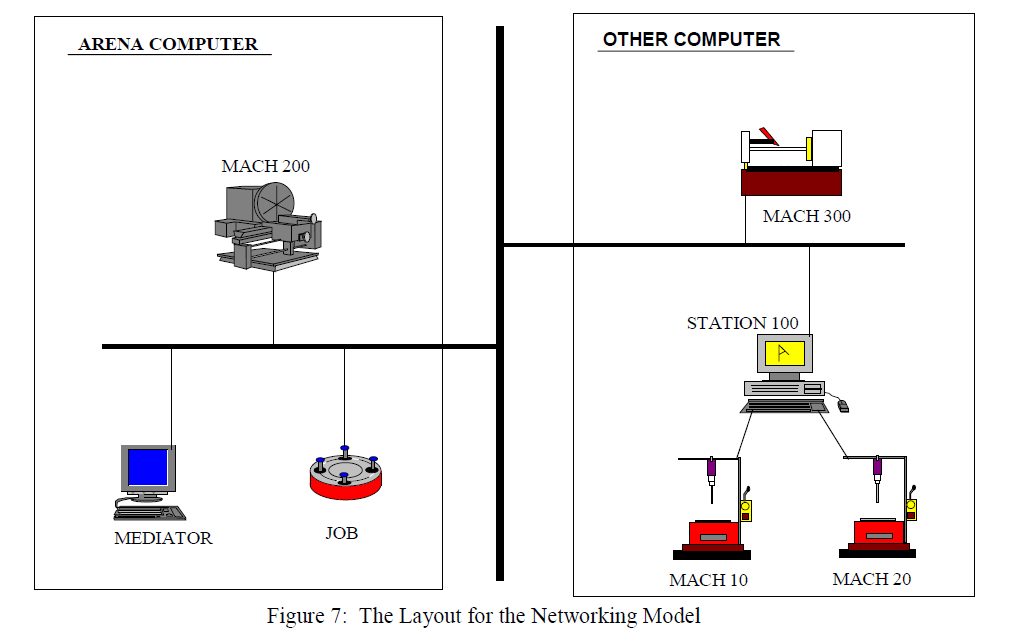 ARENA COMPUTER
OTHER COMPUTER
MACH 200
MACH 300
STATION 100
MEDIATOR
JOB
MACH 10
MACH 20
Figure 7: The Layout for the Networking Model